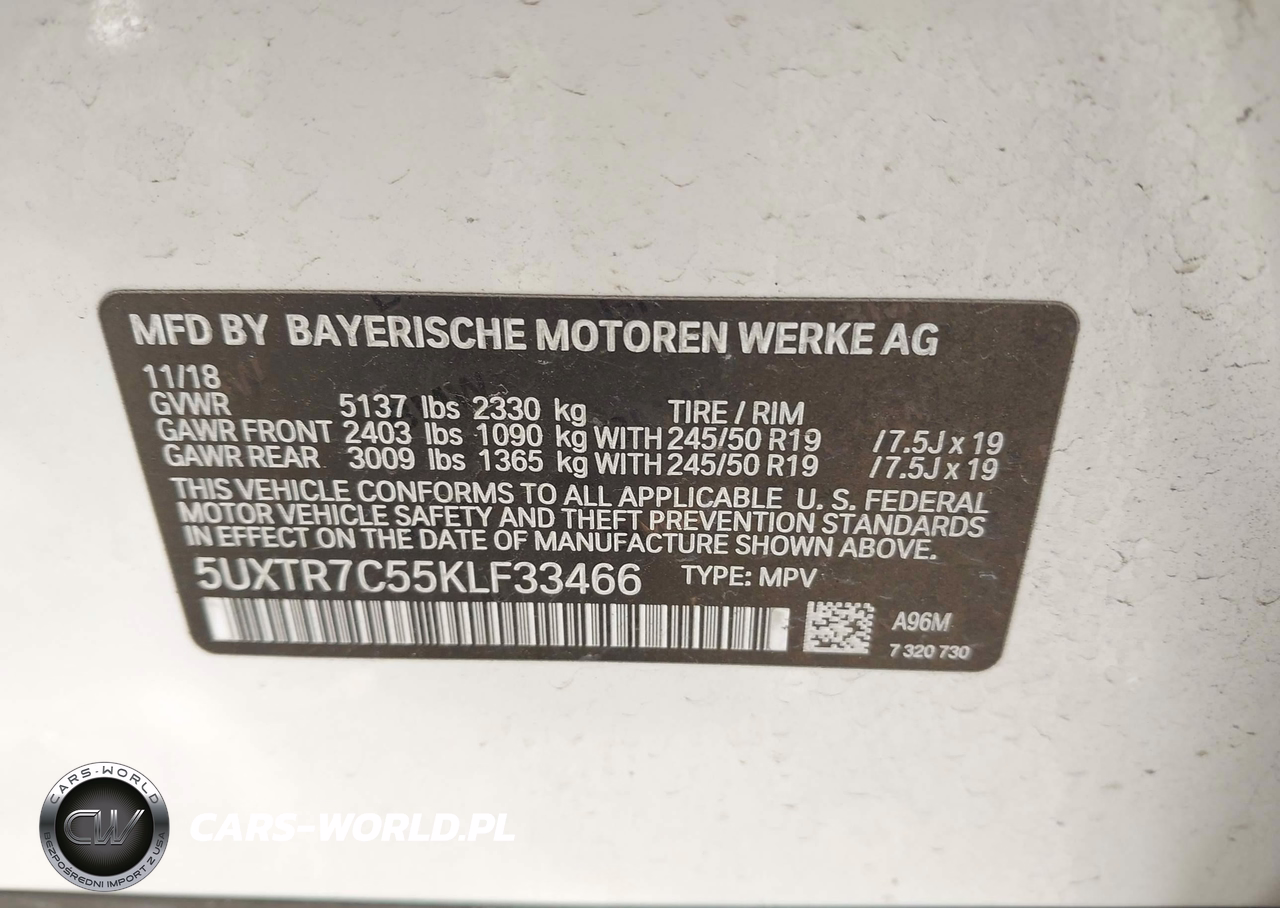 MFD BY BAYERISCHE MOTOREN WERKE AG
11/18
GVWR 5137 lbs 2330 kg TIRE / RIM
GAWR FRONT 2403 lbs 1090 kg WITH 245/50 R19 /7.5J x 19
GAWR REAR 3009 lbs 1365 kg WITH 245/50 R19 /7.5J x 19
THIS VEHICLE CONFORMS TO ALL APPLICABLE U. S. FEDERAL
MOTOR VEHICLE SAFETY AND THEFT PREVENTION STANDARDS
IN EFFECT ON THE DATE OF MANUFACTURE SHOWN ABOVE.
5UXTR7C55KLF33466 TYPE: MPV
A96M
7 320 730
CARS-WORLD
CW
BEZPOŚREDNI IMPORT Z USA
CARS-WORLD.PL